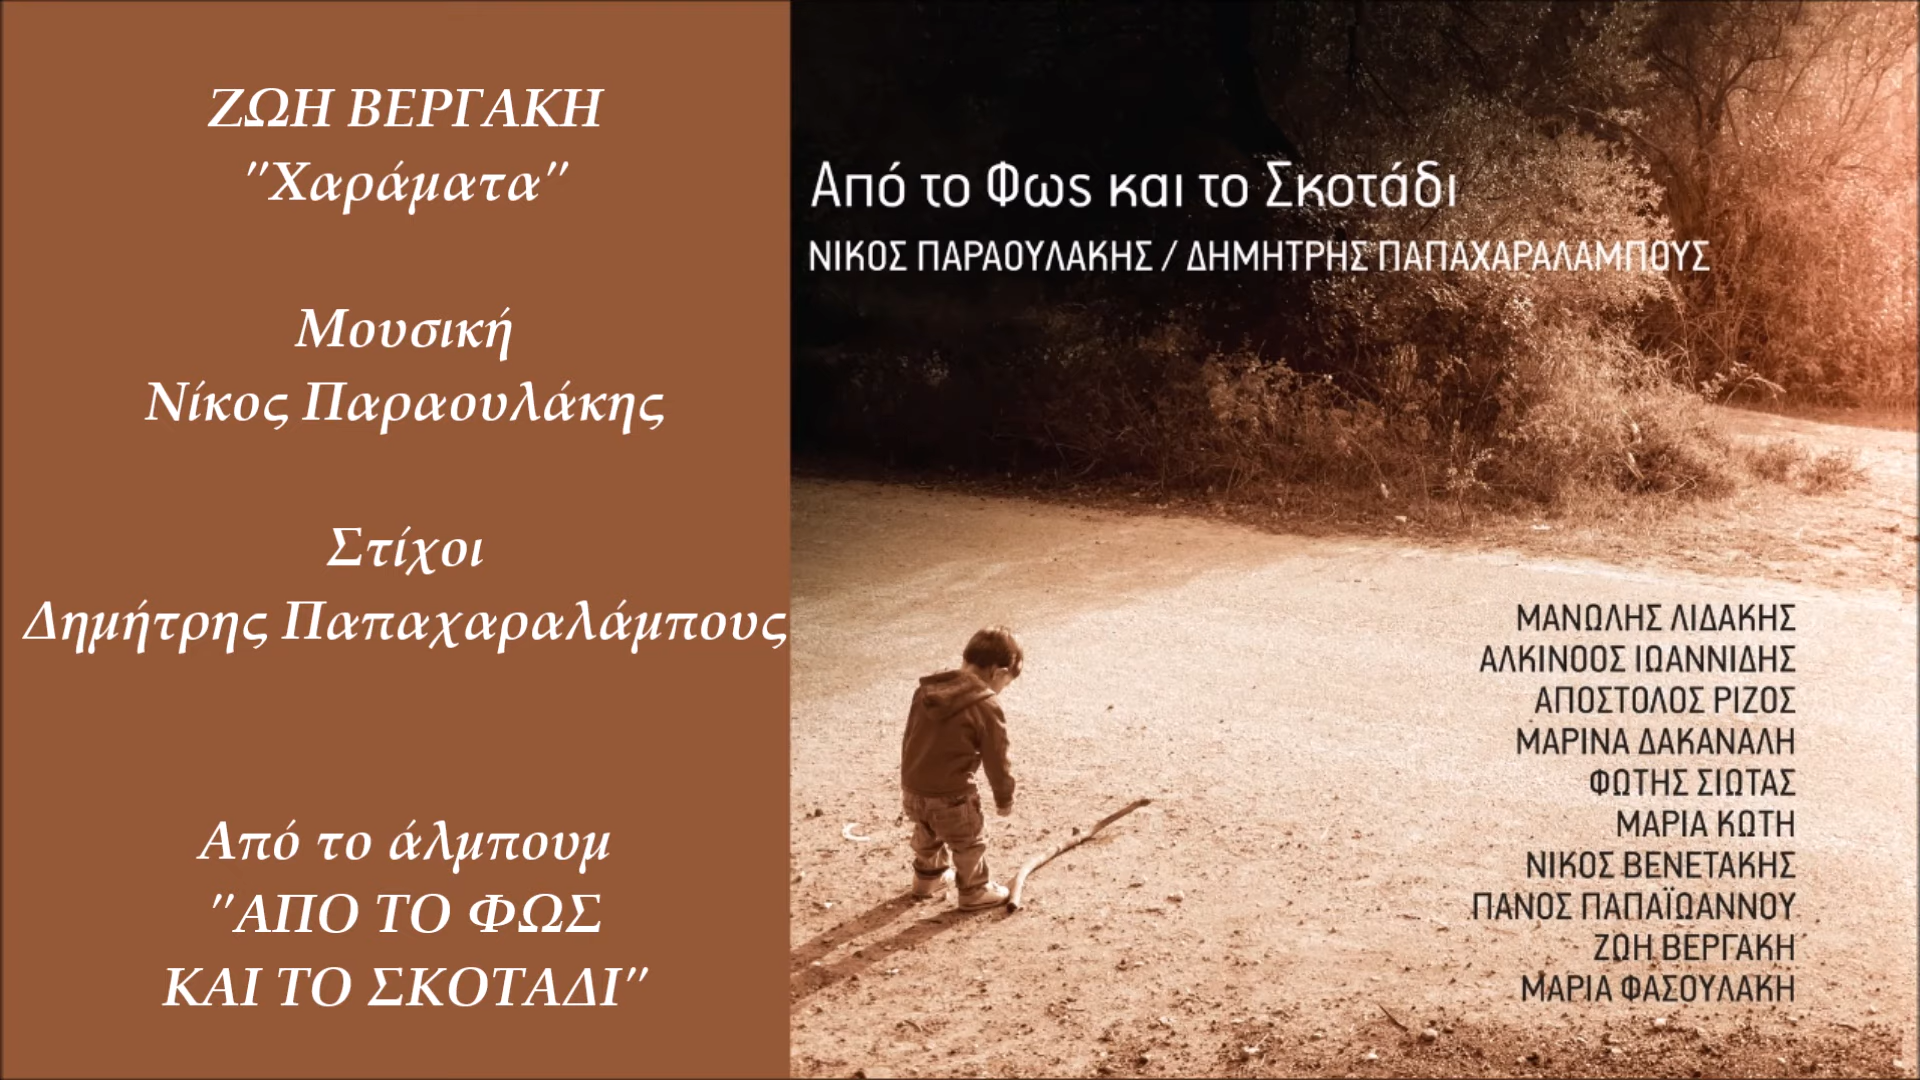 ΖΩΗ ΒΕΡΓΑΚΗ
"Χαράματα"
Μουσική
Νίκος Παραουλάκης
Στίχοι
Δημήτρης Παπαχαραλάμπους
Από το άλμπουμ
"ΑΠΟ ΤΟ ΦΩΣ
ΚΑΙ ΤΟ ΣΚΟΤΑΔΙ"
Από το Φως και το Σκοτάδι
ΝΙΚΟΣ ΠΑΡΑΟΥΛΑΚΗΣ / ΔΗΜΗΤΡΗΣ ΠΑΠΑΧΑΡΑΛΑΜΠΟΥΣ
ΜΑΝΩΛΗΣ ΛΙΔΑΚΗΣ
ΑΛΚΙΝΟΟΣ ΙΩΑΝΝΙΔΗΣ
ΑΠΟΣΤΟΛΟΣ ΡΙΖΟΣ
ΜΑΡΙΝΑ ΔΑΚΑΝΑΛΗ
ΦΩΤΗΣ ΣΙΩΤΑΣ
ΜΑΡΙΑ ΚΩΤΗ
ΝΙΚΟΣ ΒΕΝΕΤΑΚΗΣ
ΠΑΝΟΣ ΠΑΠΑΪΩΑΝΝΟΥ
ΖΩΗ ΒΕΡΓΑΚΗ
ΜΑΡΙΑ ΦΑΣΟΥΛΑΚΗ